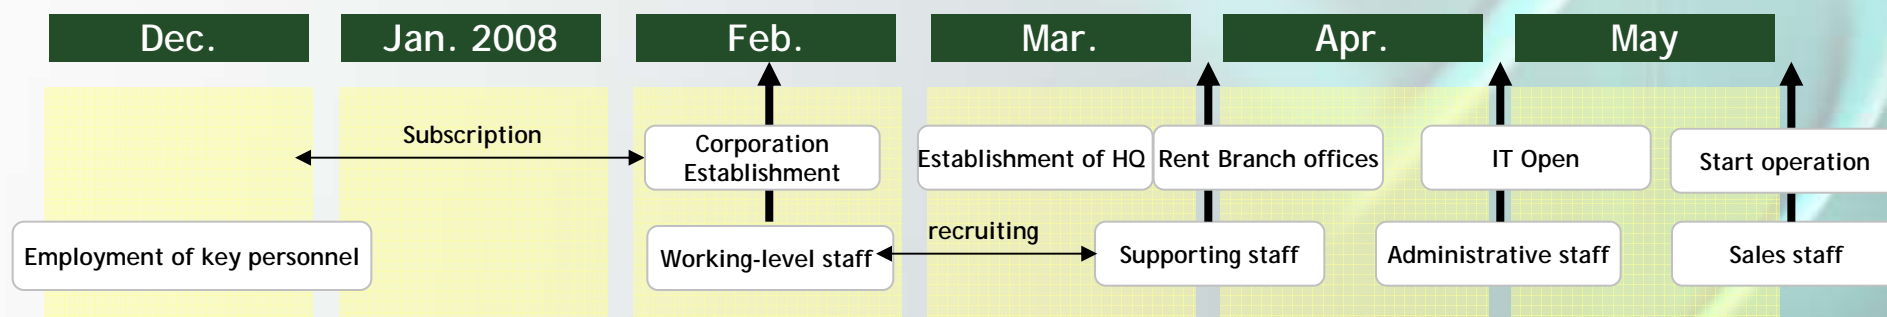 Dec.
Jan. 2008
Feb.
Mar.
Apr.
May
Subscription
Corporation
Establishment
Establishment of HQ
Rent Branch offices
IT Open
Start operation
Employment of key personnel
Working-level staff
recruiting
Supporting staff
Administrative staff
Sales staff